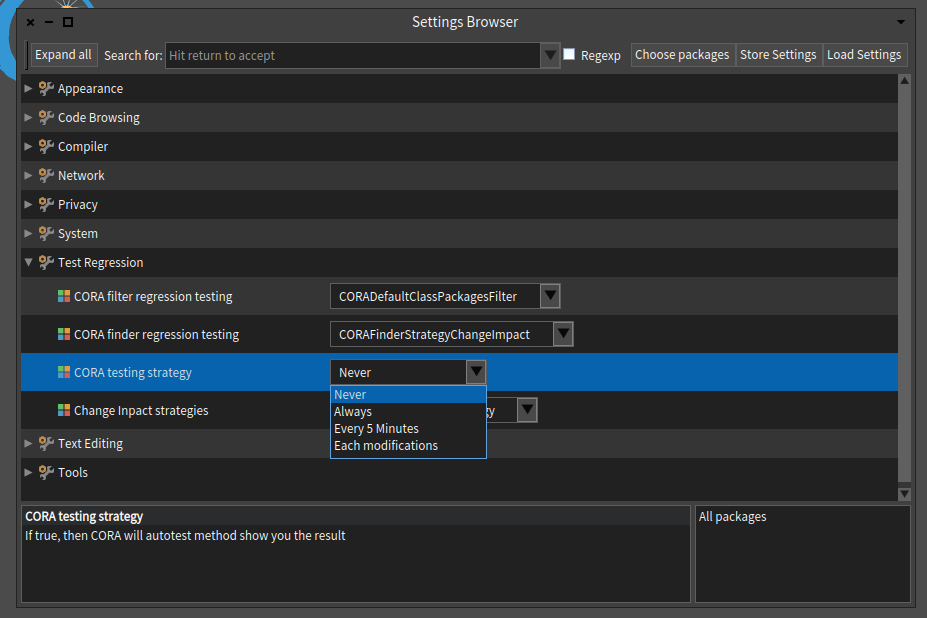 Settings Browser
Expand all Search for: Hit return to accept Regexp Choose packages Store Settings Load Settings
Appearance
Code Browsing
Compiler
Network
Privacy
System
Test Regression
CORA filter regression testing CORADefaultClassPackagesFilter
CORA finder regression testing CORAFinderStrategyChangeImpact
CORA testing strategy Never
Never
Change Inpact strategies Always gy
Every 5 Minutes
Text Editing Each modifications
Tools
CORA testing strategy All packages
If true, then CORA will autotest method show you the result